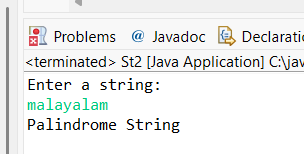 Problems @ Javadoc Declaratio
<terminated> St2 [Java Application] C:\jav
Enter a string:
malayalam
Palindrome String